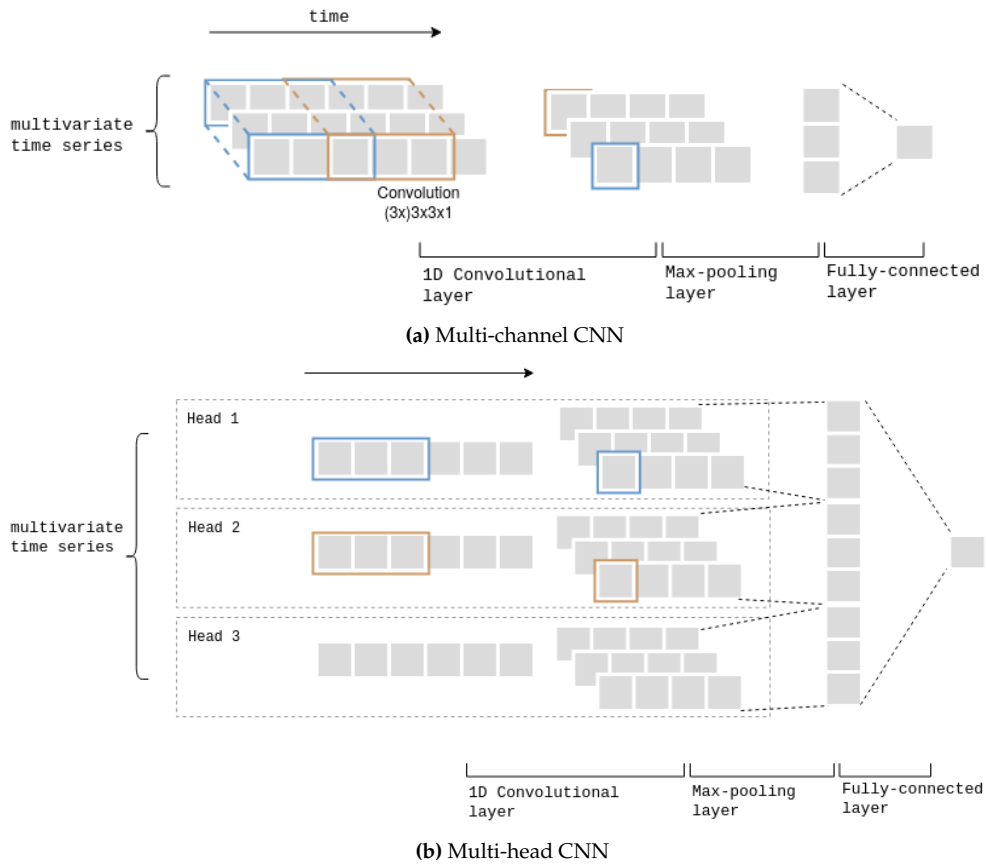 time
multivariate
time series
Convolution
(3x)3x3x1
1D Convolutional
layer
Max-pooling
layer
Fully-connected
layer
(a) Multi-channel CNN
Head 1
multivariate
time series
Head 2
Head 3
1D Convolutional
layer
Max-pooling
layer
Fully-connected
layer
(b) Multi-head CNN